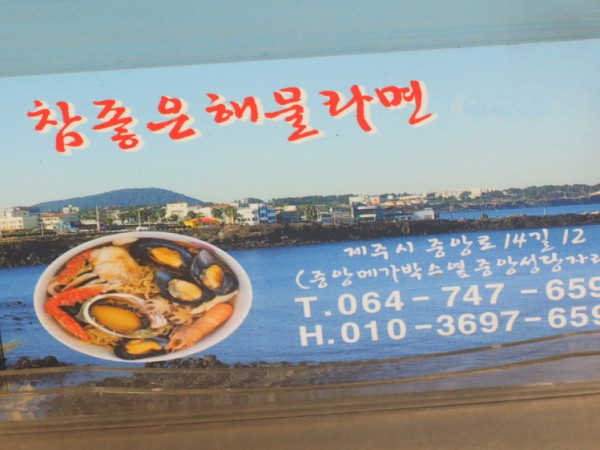 참좋은해물라면
제주시 중앙로 14길 12
(중앙메가박스옆 중앙성당자리
T.064-747-659
H.010-3697-659